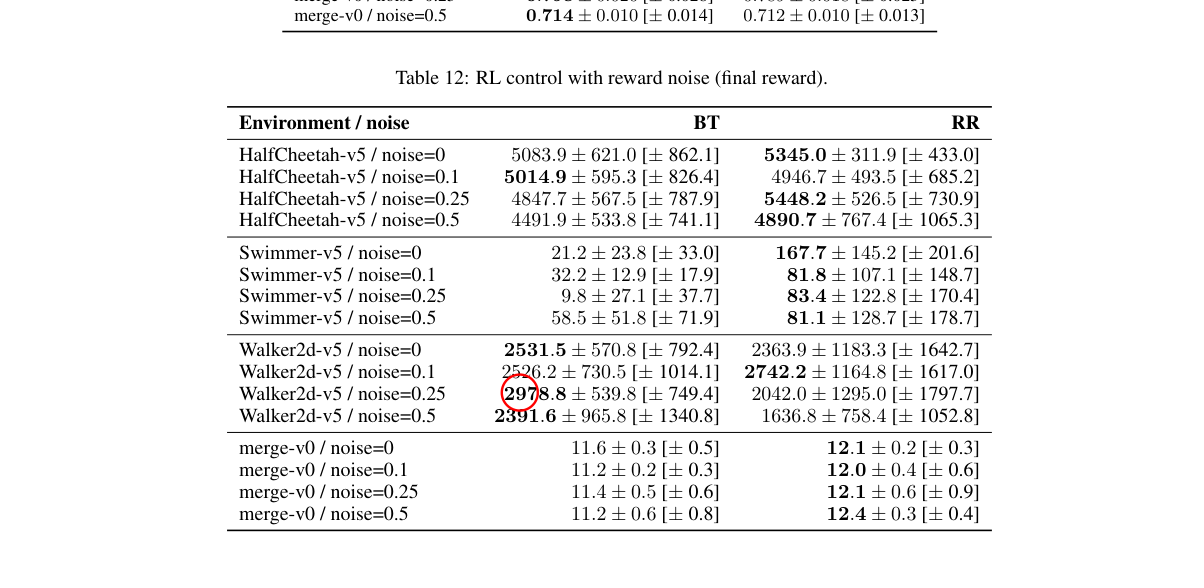 merge-v0 / noise=0.5 0.714 ± 0.010 [± 0.014] 0.712 ± 0.010 [± 0.013]
Table 12: RL control with reward noise (final reward).
Environment / noise BT RR
HalfCheetah-v5 / noise=0 5083.9 ± 621.0 [± 862.1] 5345.0 ± 311.9 [± 433.0]
HalfCheetah-v5 / noise=0.1 5014.9 ± 595.3 [± 826.4] 4946.7 ± 493.5 [± 685.2]
HalfCheetah-v5 / noise=0.25 4847.7 ± 567.5 [± 787.9] 5448.2 ± 526.5 [± 730.9]
HalfCheetah-v5 / noise=0.5 4491.9 ± 533.8 [± 741.1] 4890.7 ± 767.4 [± 1065.3]
Swimmer-v5 / noise=0 21.2 ± 23.8 [± 33.0] 167.7 ± 145.2 [± 201.6]
Swimmer-v5 / noise=0.1 32.2 ± 12.9 [± 17.9] 81.8 ± 107.1 [± 148.7]
Swimmer-v5 / noise=0.25 9.8 ± 27.1 [± 37.7] 83.4 ± 122.8 [± 170.4]
Swimmer-v5 / noise=0.5 58.5 ± 51.8 [± 71.9] 81.1 ± 128.7 [± 178.7]
Walker2d-v5 / noise=0 2531.5 ± 570.8 [± 792.4] 2363.9 ± 1183.3 [± 1642.7]
Walker2d-v5 / noise=0.1 2526.2 ± 730.5 [± 1014.1] 2742.2 ± 1164.8 [± 1617.0]
Walker2d-v5 / noise=0.25 2978.8 ± 539.8 [± 749.4] 2042.0 ± 1295.0 [± 1797.7]
Walker2d-v5 / noise=0.5 2391.6 ± 965.8 [± 1340.8] 1636.8 ± 758.4 [± 1052.8]
merge-v0 / noise=0 11.6 ± 0.3 [± 0.5] 12.1 ± 0.2 [± 0.3]
merge-v0 / noise=0.1 11.2 ± 0.2 [± 0.3] 12.0 ± 0.4 [± 0.6]
merge-v0 / noise=0.25 11.4 ± 0.5 [± 0.6] 12.1 ± 0.6 [± 0.9]
merge-v0 / noise=0.5 11.2 ± 0.6 [± 0.8] 12.4 ± 0.3 [± 0.4]